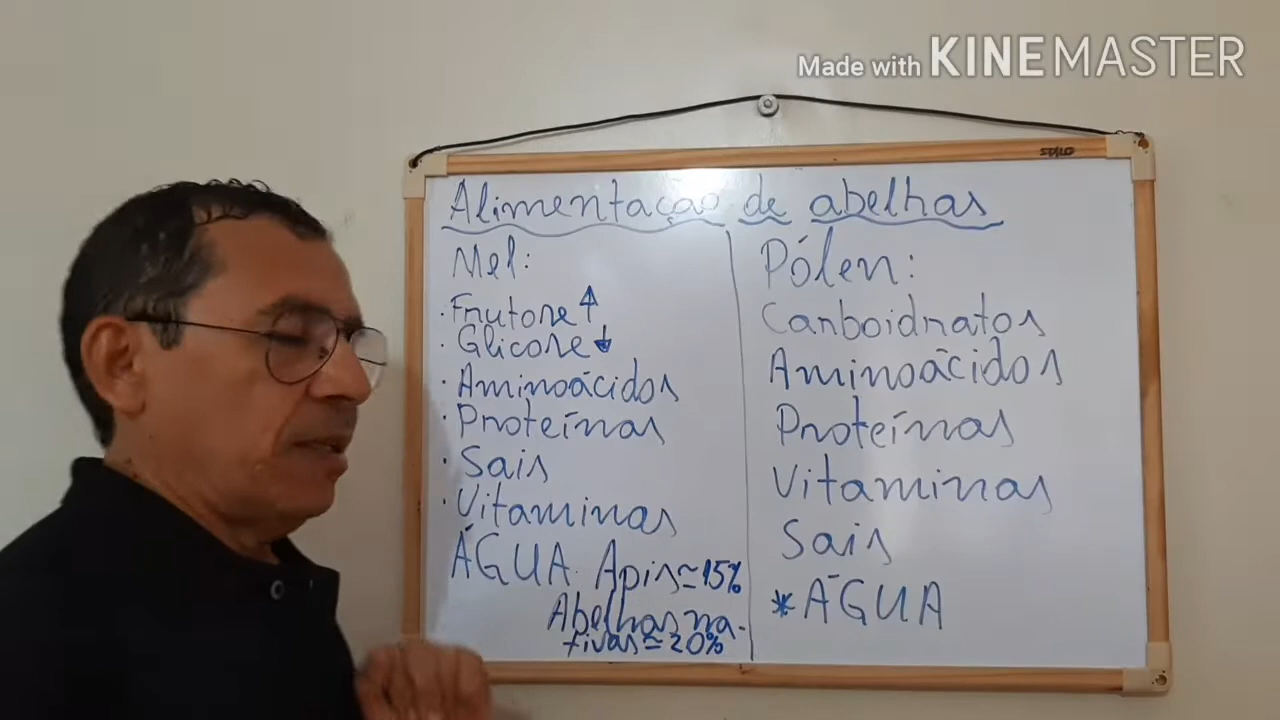 Made with KINEMASTER
STALO
Alimentação de abelhas
Mel:
· Frutose ↑
· Glicose ↓
· Aminoácidos
· Proteínas
· Sais
· Vitaminas
ÁGUA. Apis ≃ 15%
Abelhas na-
tivas ≃ 20%
Pólen:
Carboidratos
Aminoácidos
Proteínas
Vitaminas
Sais
* ÁGUA